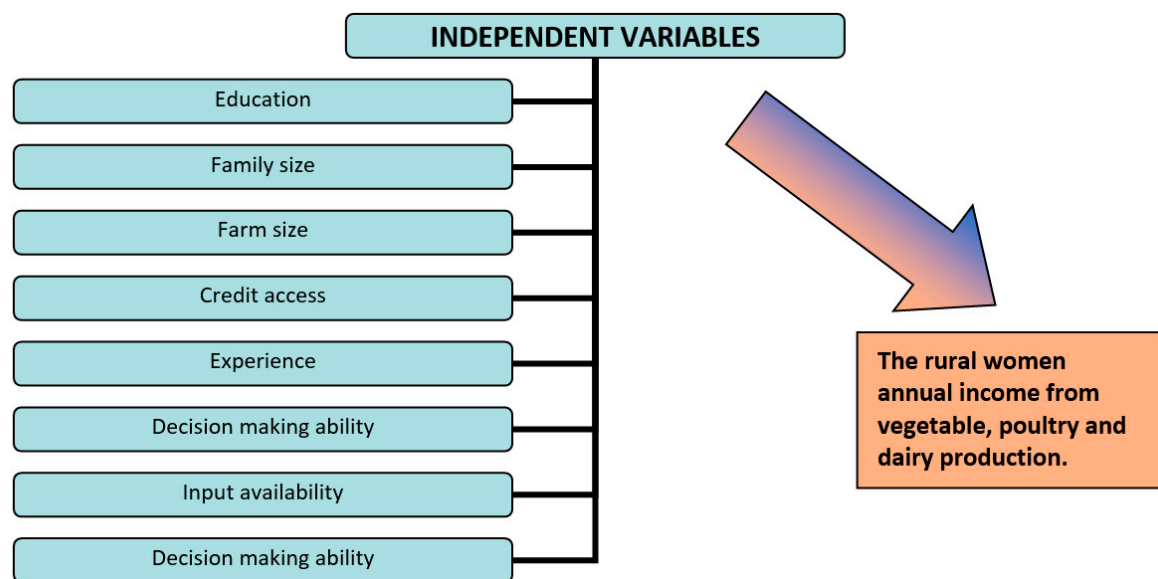 INDEPENDENT VARIABLES
Education
Family size
Farm size
Credit access
Experience
Decision making ability
Input availability
Decision making ability
The rural women
annual income from
vegetable, poultry and
dairy production.